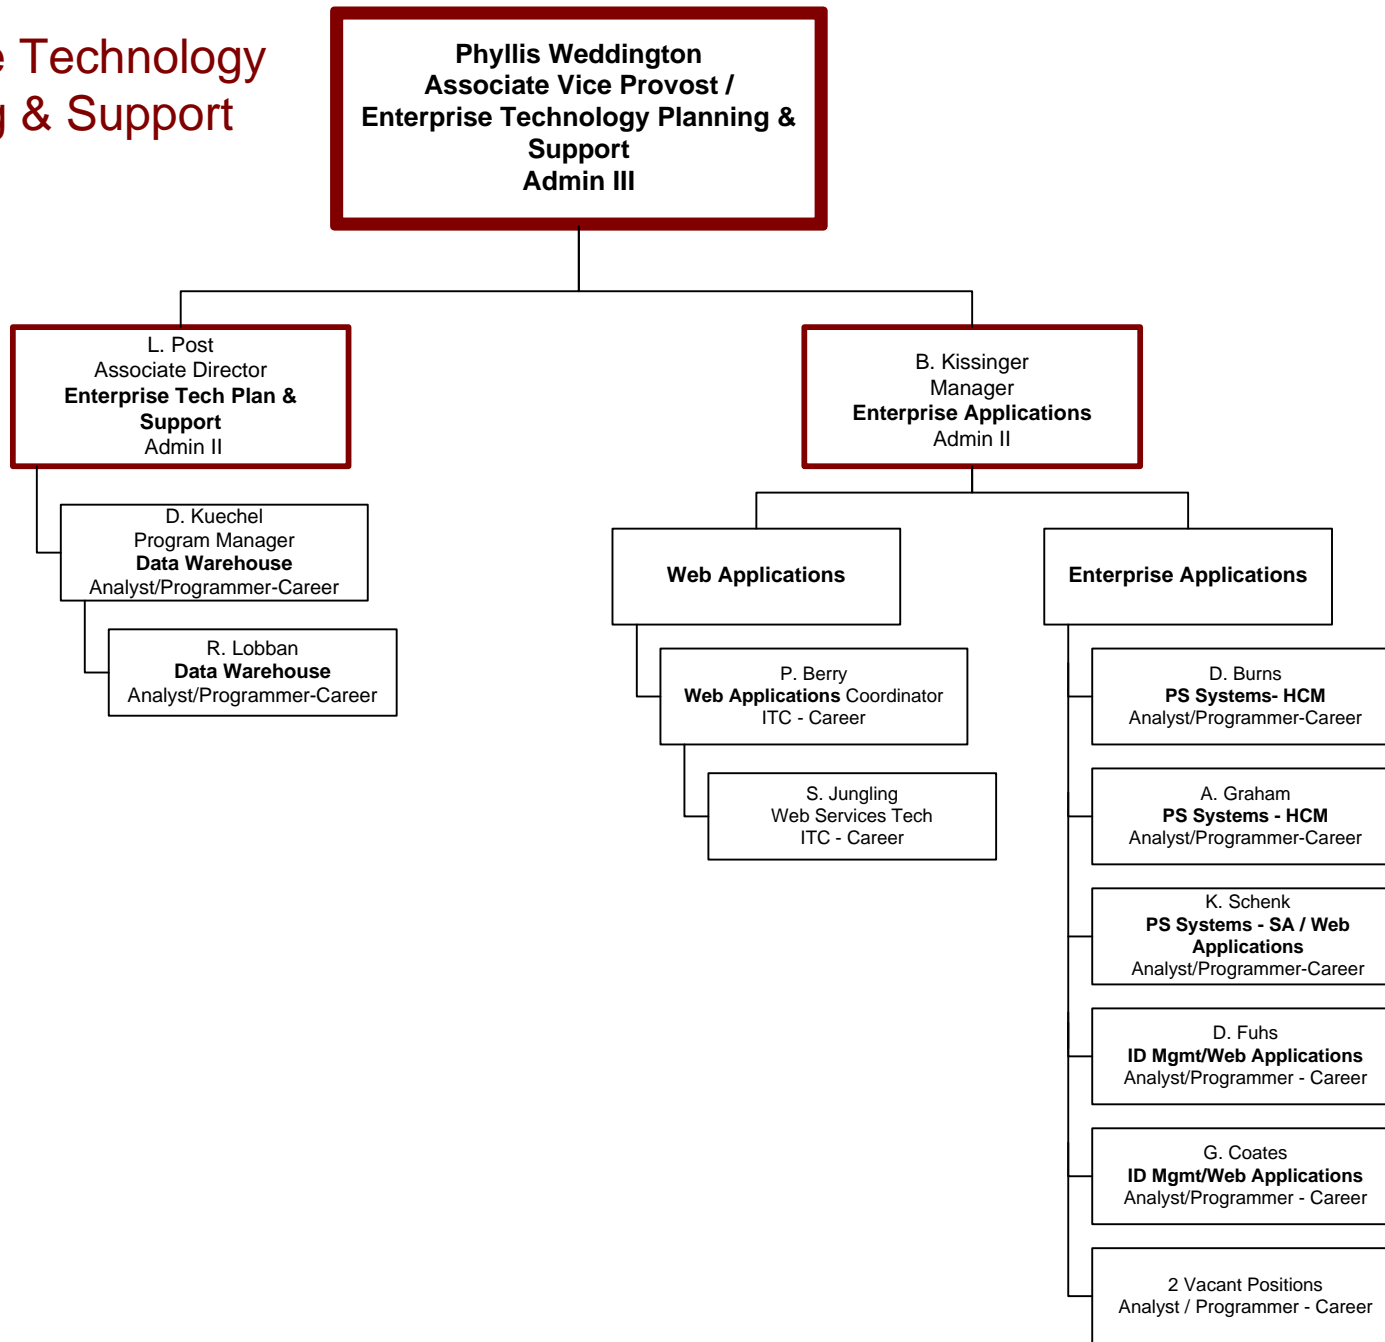 e Technology
g & Support
Phyllis Weddington
Associate Vice Provost /
Enterprise Technology Planning &
Support
Admin III
L. Post
Associate Director
Enterprise Tech Plan &
Support
Admin II
B. Kissinger
Manager
Enterprise Applications
Admin II
D. Kuechel
Program Manager
Data Warehouse
Analyst/Programmer-Career
R. Lobban
Data Warehouse
Analyst/Programmer-Career
Web Applications
P. Berry
Web Applications Coordinator
ITC - Career
S. Jungling
Web Services Tech
ITC - Career
Enterprise Applications
D. Burns
PS Systems- HCM
Analyst/Programmer-Career
A. Graham
PS Systems - HCM
Analyst/Programmer-Career
K. Schenk
PS Systems - SA / Web
Applications
Analyst/Programmer-Career
D. Fuhs
ID Mgmt/Web Applications
Analyst/Programmer - Career
G. Coates
ID Mgmt/Web Applications
Analyst/Programmer - Career
2 Vacant Positions
Analyst / Programmer - Career